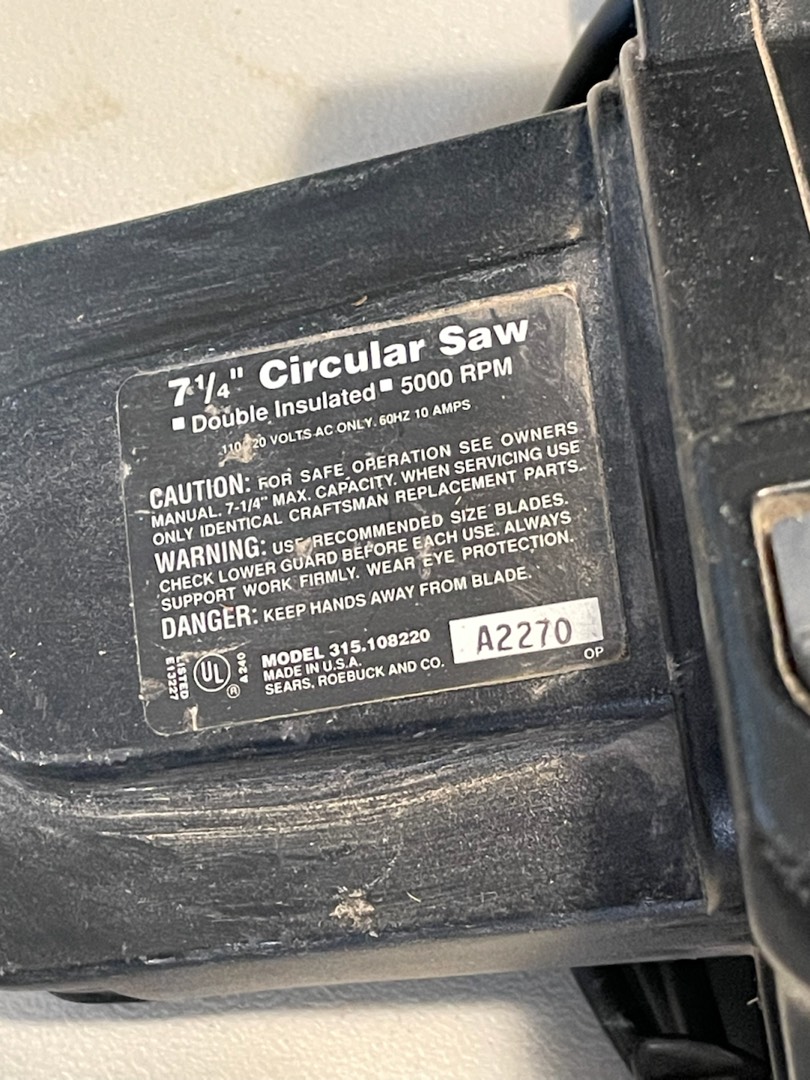 7 1/4" Circular Saw
■ Double Insulated ■ 5000 RPM
VOLTS AC ONLY. 60HZ 10 AMPS
CAUTION: FOR SAFE OPERATION SEE OWNERS
MANUAL. 7-1/4" MAX. CAPACITY. WHEN SERVICING USE
ONLY IDENTICAL CRAFTSMAN REPLACEMENT PARTS.
WARNING: USE RECOMMENDED SIZE BLADES.
CHECK LOWER GUARD BEFORE EACH USE. ALWAYS
SUPPORT WORK FIRMLY. WEAR EYE PROTECTION.
DANGER: KEEP HANDS AWAY FROM BLADE.
LISTED
E13227
UL
®
A240
MODEL 315.108220
MADE IN U.S.A.
SEARS, ROEBUCK AND CO.
A2270
OP